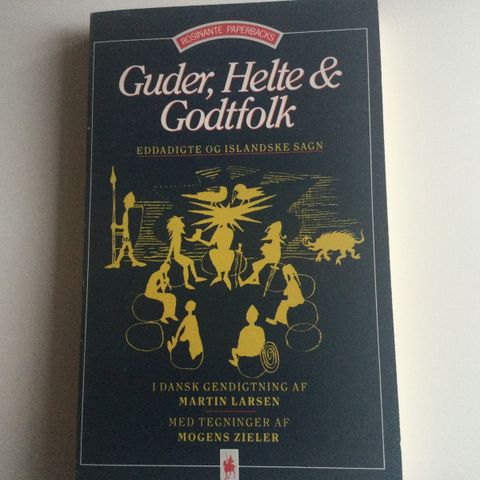 ROSINANTE PAPERBACKS
Guder, Helte &
Godtfolk
EDDADIGTE OG ISLANDSKE SAGN
I DANSK GENDIGTNING AF
MARTIN LARSEN
MED TEGNINGER AF
MOGENS ZIELER